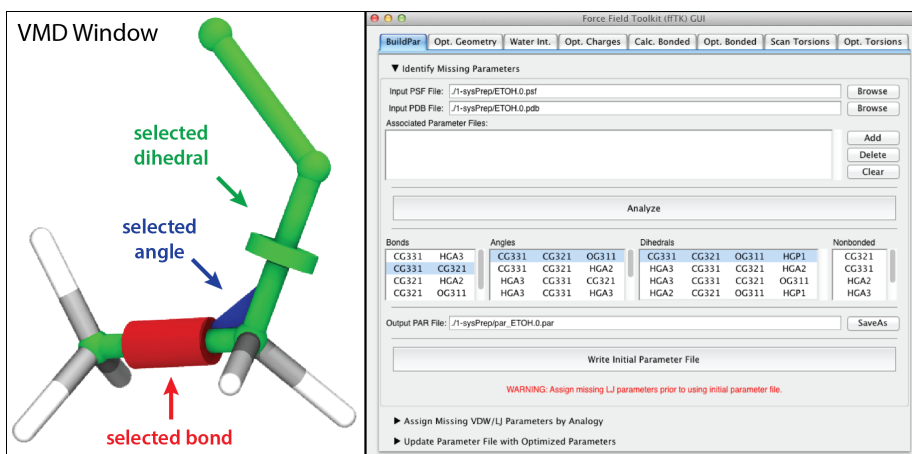 VMD Window
selected
dihedral
selected
angle
selected bond
Force Field Toolkit (ffTK) GUI
BuildPar Opt. Geometry Water Int. Opt. Charges Calc. Bonded Opt. Bonded Scan Torsions Opt. Torsions
▼ Identify Missing Parameters
Input PSF File: ./1-sysPrep/ETOH.0.psf Browse
Input PDB File: ./1-sysPrep/ETOH.0.pdb Browse
Associated Parameter Files:
Add
Delete
Clear
Analyze
Bonds Angles Dihedrals Nonbonded
CG331 HGA3 CG331 CG321 OG311 CG331 CG321 OG311 HGP1 CG321
CG331 CG321 CG331 CG321 HGA2 HGA3 CG331 CG321 HGA2 CG331
CG321 HGA2 HGA3 CG331 CG321 HGA3 CG331 CG321 OG311 HGA2
CG321 OG311 HGA3 CG331 HGA3 HGA2 CG321 OG311 HGP1 HGA3
Output PAR File: ./1-sysPrep/par_ETOH.0.par SaveAs
Write Initial Parameter File
WARNING: Assign missing LJ parameters prior to using initial parameter file.
▶ Assign Missing VDW/LJ Parameters by Analogy
▶ Update Parameter File with Optimized Parameters